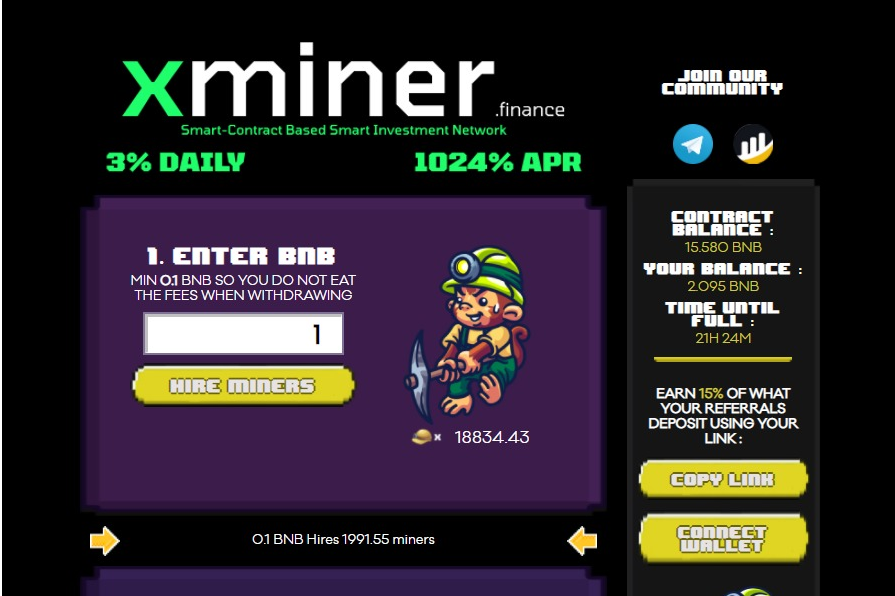 xminer.finance
Smart-Contract Based Smart Investment Network
3% DAILY
1024% APR
1. ENTER BNB
MIN 0.1 BNB SO YOU DO NOT EAT
THE FEES WHEN WITHDRAWING
1
HIRE MINERS
× 18834.43
0.1 BNB Hires 1991.55 miners
JOIN OUR
COMMUNITY
CONTRACT
BALANCE :
15.580 BNB
YOUR BALANCE :
2.095 BNB
TIME UNTIL
FULL :
21H 24M
EARN 15% OF WHAT
YOUR REFERRALS
DEPOSIT USING YOUR
LINK :
COPY LINK
CONNECT
WALLET